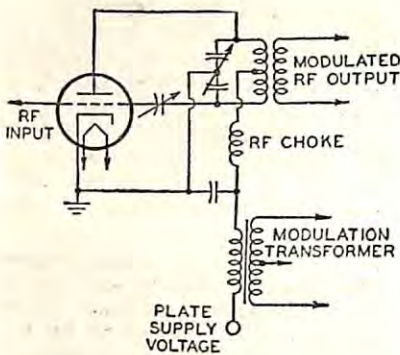 MODULATED
RF OUTPUT
RF
INPUT
RF CHOKE
MODULATION
TRANSFORMER
PLATE
SUPPLY
VOLTAGE